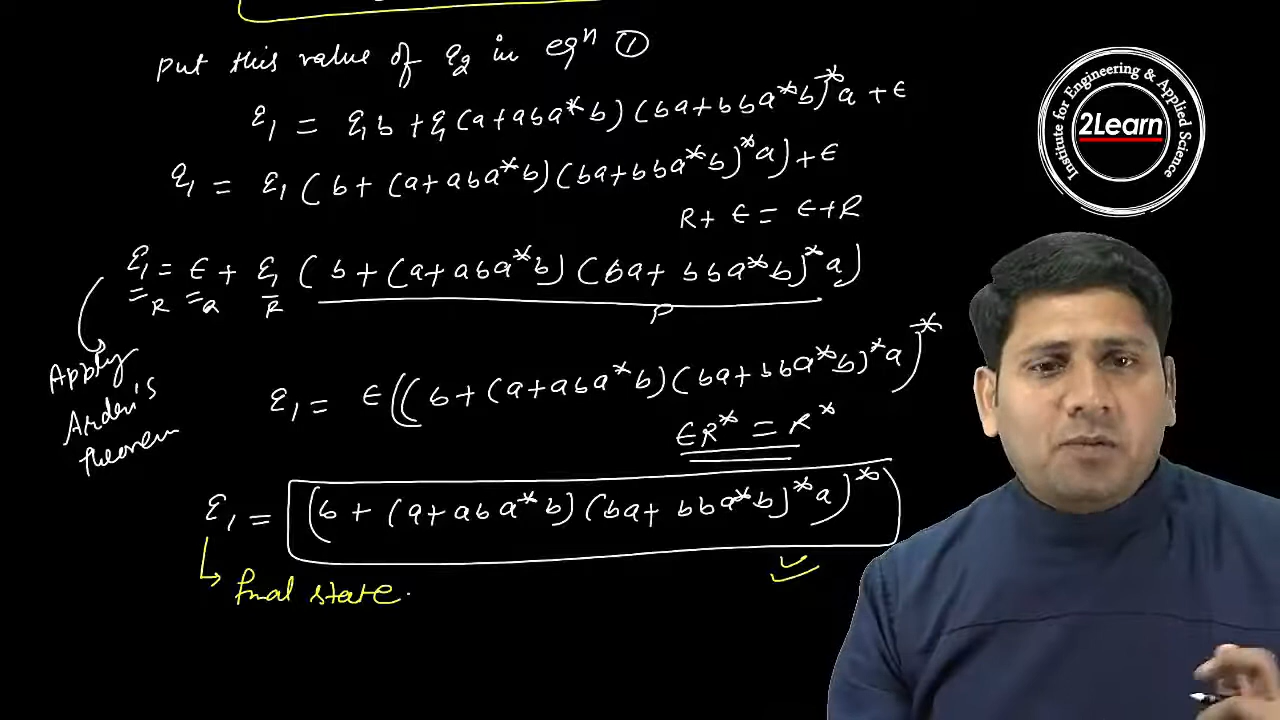 Put this value of q2 in eqn ①
q1 = q1b + q1(a+aba*b)(ba+bba*b)*a + ε
q1 = q1(b+(a+aba*b)(ba+bba*b)*a)+ε
R+ ε = ε+R
q1 = ε + q1 (b+(a+aba*b)(ba+bba*b)*a)
R a R P
Apply
Arden's
theorem
q1 = ε((b+(a+aba*b)(ba+bba*b)*a)*
εR* = R*
q1 = (b+(a+aba*b)(ba+bba*b)*a)*
final state.
Institute for Engineering & Applied Science
2Learn